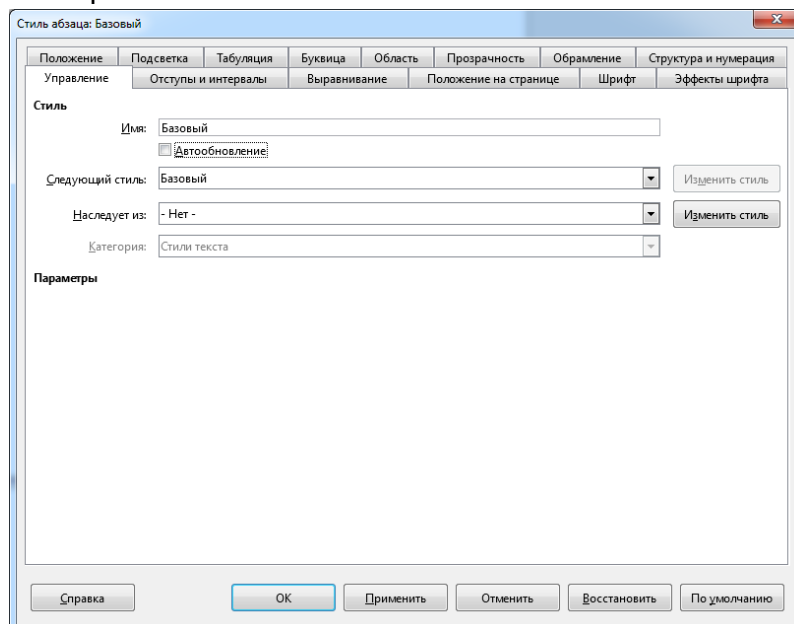 Стиль абзаца: Базовый
Положение Подсветка Табуляция Буквица Область Прозрачность Обрамление Структура и нумерация
Управление Отступы и интервалы Выравнивание Положение на странице Шрифт Эффекты шрифта
Стиль
Имя: Базовый
Автообновление
Следующий стиль: Базовый Изменить стиль
Наследует из: - Нет - Изменить стиль
Категория: Стили текста
Параметры
Справка ОК Применить Отменить Восстановить По умолчанию